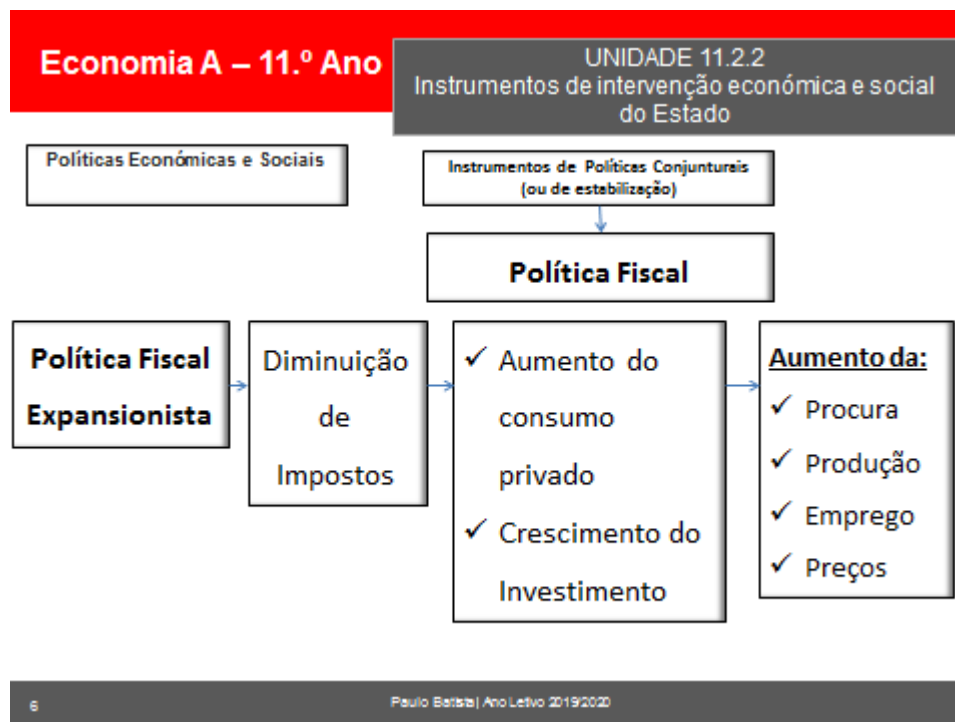 Economia A – 11.º Ano
UNIDADE 11.2.2
Instrumentos de intervenção económica e social
do Estado
Políticas Económicas e Sociais
Instrumentos de Políticas Conjunturais
(ou de estabilização)
Política Fiscal
Política Fiscal
Expansionista
Diminuição
de
Impostos
✓ Aumento do
consumo
privado
✓ Crescimento do
Investimento
Aumento da:
✓ Procura
✓ Produção
✓ Emprego
✓ Preços
6
Paulo Batista| Ano Letivo 2019/2020